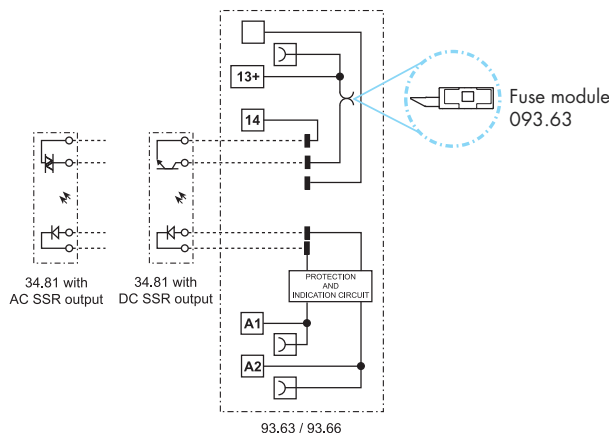 13+
14
Fuse module
093.63
34.81 with
AC SSR output
34.81 with
DC SSR output
PROTECTION
AND
INDICATION CIRCUIT
A1
A2
93.63 / 93.66